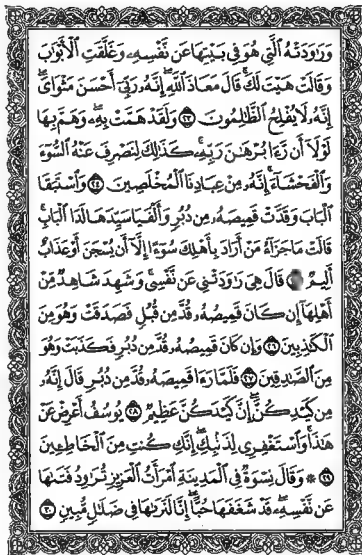 وَرَٰوَدَتْهُ ٱلَّتِى هُوَ فِى بَيْتِهَا عَن نَّفْسِهِۦ وَغَلَّقَتِ ٱلْأَبْوَٰبَ
وَقَالَتْ هَيْتَ لَكَ ۚ قَالَ مَعَاذَ ٱللَّهِ ۖ إِنَّهُۥ رَبِّىٓ أَحْسَنَ مَثْوَاىَ ۖ
إِنَّهُۥ لَا يُفْلِحُ ٱلظَّٰلِمُونَ ٢٣ وَلَقَدْ هَمَّتْ بِهِۦ ۖ وَهَمَّ بِهَا
لَوْلَآ أَن رَّءَا بُرْهَٰنَ رَبِّهِۦ ۚ كَذَٰلِكَ لِنَصْرِفَ عَنْهُ ٱلسُّوٓءَ
وَٱلْفَحْشَآءَ ۚ إِنَّهُۥ مِنْ عِبَادِنَا ٱلْمُخْلَصِينَ ٢٤ وَٱسْتَبَقَا
ٱلْبَابَ وَقَدَّتْ قَمِيصَهُۥ مِن دُبُرٍ وَأَلْفَيَا سَيِّدَهَا لَدَا ٱلْبَابِ ۚ
قَالَتْ مَا جَزَآءُ مَنْ أَرَادَ بِأَهْلِكَ سُوٓءًا إِلَّآ أَن يُسْجَنَ أَوْ عَذَابٌ
أَلِيمٌ قَالَ هِىَ رَٰوَدَتْنِى عَن نَّفْسِى ۚ وَشَهِدَ شَاهِدٌ مِّنْ
أَهْلِهَآ إِن كَانَ قَمِيصُهُۥ قُدَّ مِن قُبُلٍ فَصَدَقَتْ وَهُوَ مِنَ
ٱلْكَٰذِبِينَ ٢٦ وَإِن كَانَ قَمِيصُهُۥ قُدَّ مِن دُبُرٍ فَكَذَبَتْ وَهُوَ
مِنَ ٱلصَّٰدِقِينَ ٢٧ فَلَمَّا رَءَا قَمِيصَهُۥ قُدَّ مِن دُبُرٍ قَالَ إِنَّهُۥ
مِن كَيْدِكُنَّ ۖ إِنَّ كَيْدَكُنَّ عَظِيمٌ ٢٨ يُوسُفُ أَعْرِضْ عَنْ
هَٰذَا ۚ وَٱسْتَغْفِرِى لِذَنۢبِكِ ۖ إِنَّكِ كُنتِ مِنَ ٱلْخَاطِـِٔينَ
٢٩ ۞ وَقَالَ نِسْوَةٌ فِى ٱلْمَدِينَةِ ٱمْرَأَتُ ٱلْعَزِيزِ تُرَٰوِدُ فَتَىٰهَا
عَن نَّفْسِهِۦ ۖ قَدْ شَغَفَهَا حُبًّا ۖ إِنَّا لَنَرَىٰهَا فِى ضَلَٰلٍ مُّبِينٍ ٣٠